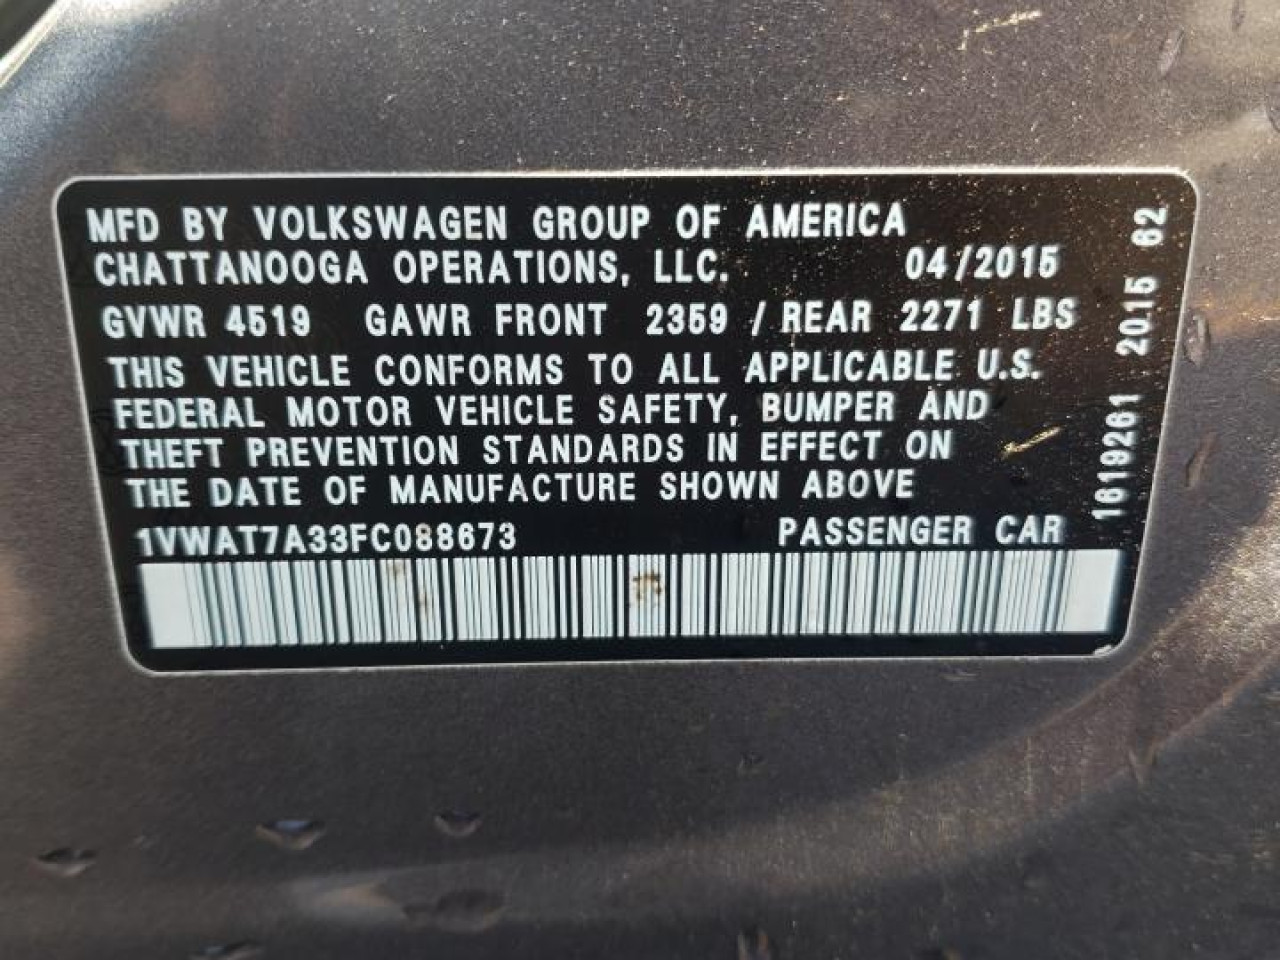 MFD BY VOLKSWAGEN GROUP OF AMERICA
CHATTANOOGA OPERATIONS, LLC. 04/2015
GVWR 4519 GAWR FRONT 2359 / REAR 2271 LBS
THIS VEHICLE CONFORMS TO ALL APPLICABLE U.S.
FEDERAL MOTOR VEHICLE SAFETY, BUMPER AND
THEFT PREVENTION STANDARDS IN EFFECT ON
THE DATE OF MANUFACTURE SHOWN ABOVE
1VWAT7A33FC088673 PASSENGER CAR
1619261 2015 62